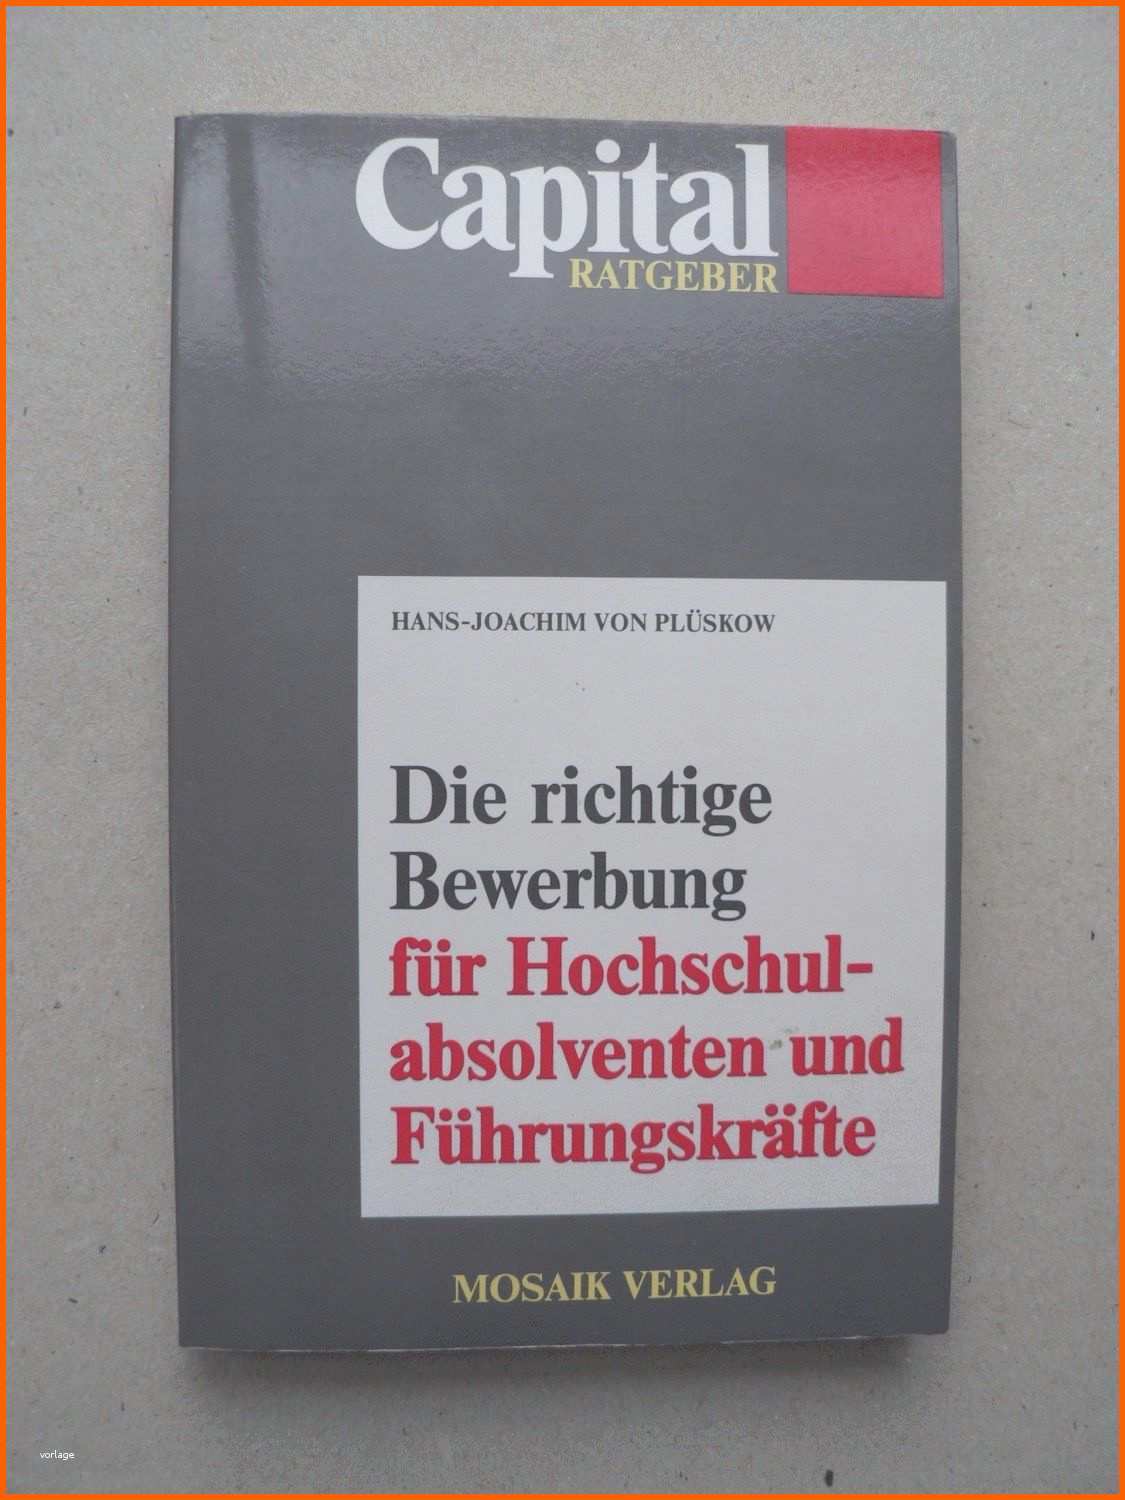 Capital
RATGEBER
HANS-JOACHIM VON PLÜSKOW
Die richtige
Bewerbung
für Hochschul-
absolventen und
Führungskräfte
MOSAIK VERLAG
vorlage